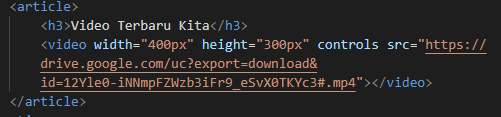 <article>
<h3>Video Terbaru Kita</h3>
<video width="400px" height="300px" controls src="https://
drive.google.com/uc?export=download&
id=12Yle0-iNNmpFZWzb3iFr9_eSvX0TKYc3#.mp4"></video>
</article>